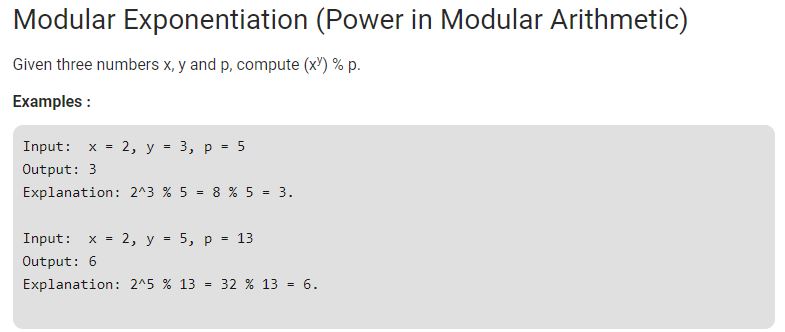 Modular Exponentiation (Power in Modular Arithmetic)
Given three numbers x, y and p, compute (xʸ) % p.
Examples :
Input:  x = 2, y = 3, p = 5
Output: 3
Explanation: 2^3 % 5 = 8 % 5 = 3.
Input:  x = 2, y = 5, p = 13
Output: 6
Explanation: 2^5 % 13 = 32 % 13 = 6.